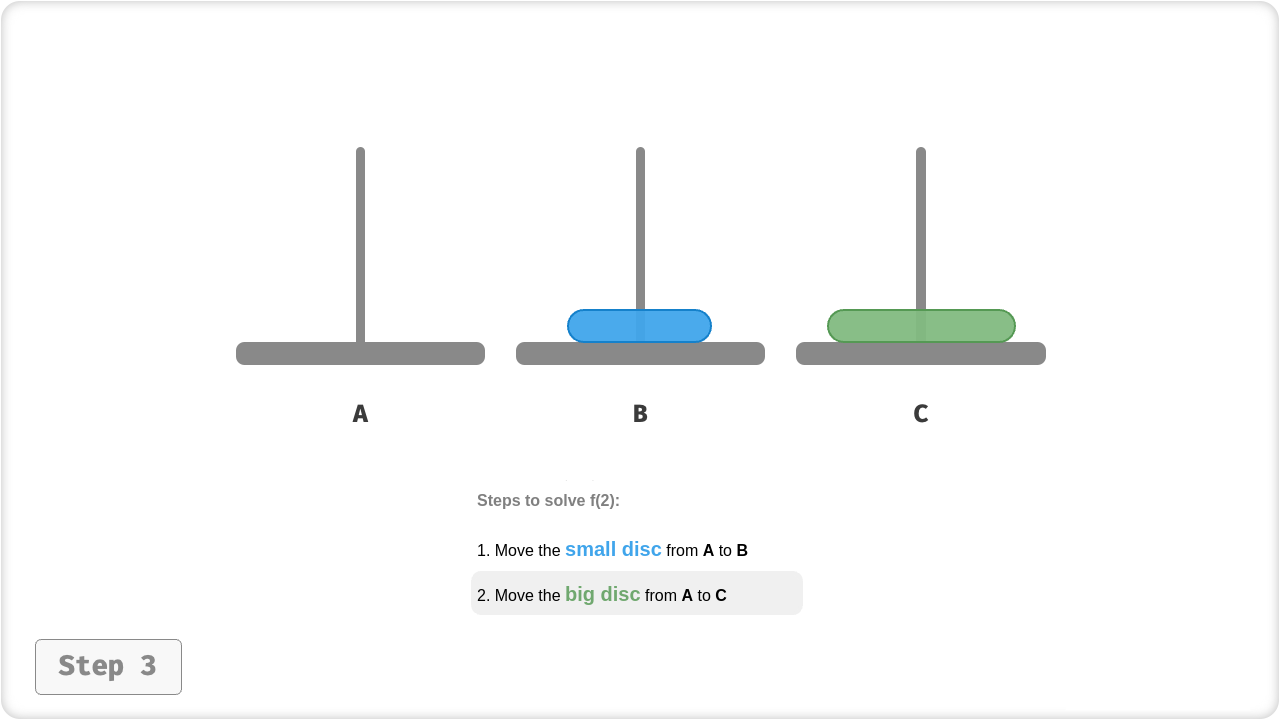 A
B
C
Steps to solve f(2):
1. Move the small disc from A to B
2. Move the big disc from A to C
Step 3